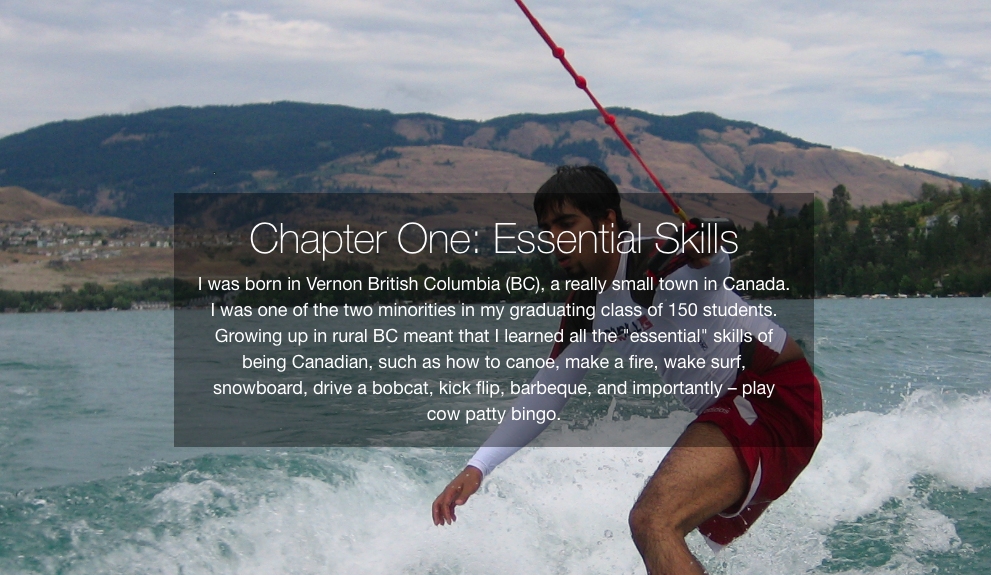 Chapter One: Essential Skills
I was born in Vernon British Columbia (BC), a really small town in Canada.
I was one of the two minorities in my graduating class of 150 students.
Growing up in rural BC meant that I learned all the "essential" skills of
being Canadian, such as how to canoe, make a fire, wake surf,
snowboard, drive a bobcat, kick flip, barbeque, and importantly – play
cow patty bingo.